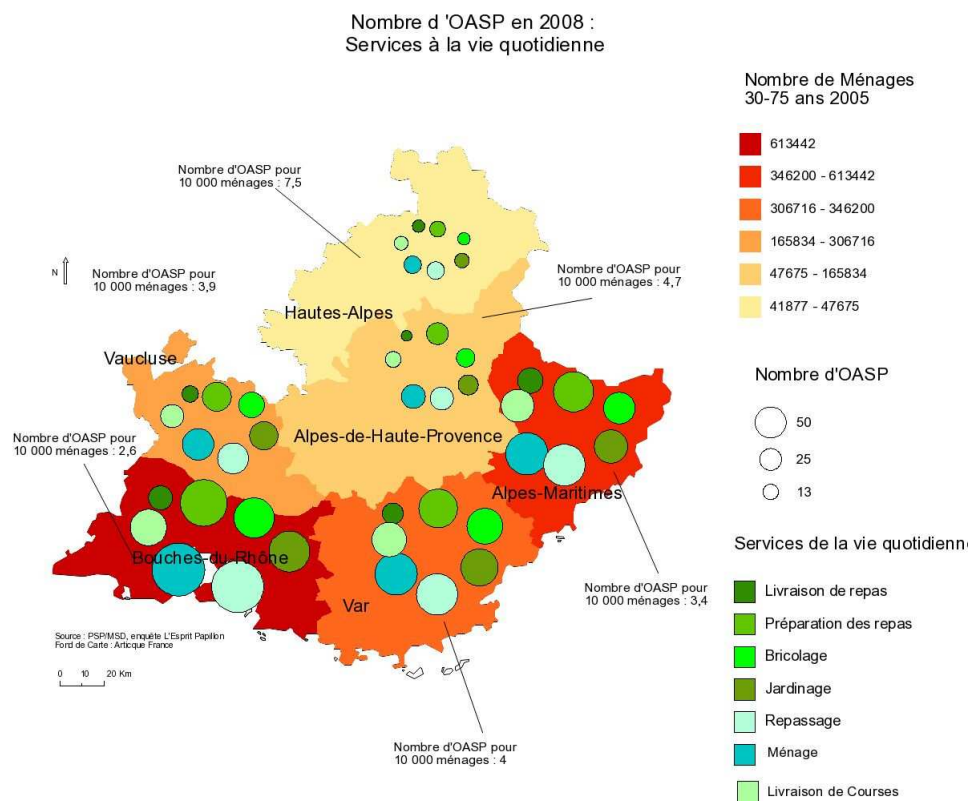 Nombre d 'OASP en 2008 :
Services à la vie quotidienne
Nombre de Ménages
30-75 ans 2005
613442
346200 - 613442
306716 - 346200
165834 - 306716
47675 - 165834
41877 - 47675
Nombre d'OASP pour
10 000 ménages : 7,5
N
Nombre d'OASP pour
10 000 ménages : 3,9
Nombre d'OASP pour
10 000 ménages : 4,7
Hautes-Alpes
Vaucluse
Nombre d'OASP
50
25
13
Nombre d'OASP pour
10 000 ménages : 2,6
Alpes-de-Haute-Provence
Alpes-Maritimes
Bouches-du-Rhône
Var
Nombre d'OASP pour
10 000 ménages : 3,4
Source : PSP/MSD, enquête L'Esprit Papillon
Fond de Carte : Articque France
0 10 20 Km
Nombre d'OASP pour
10 000 ménages : 4
Services de la vie quotidienne
Livraison de repas
Préparation des repas
Bricolage
Jardinage
Repassage
Ménage
Livraison de Courses